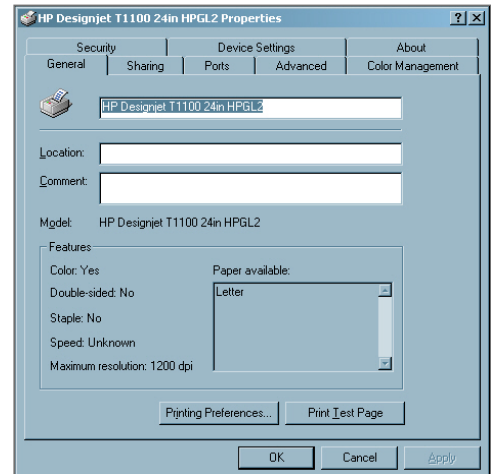 HP Designjet T1100 24in HPGL2 Properties
Security Device Settings About
General Sharing Ports Advanced Color Management
HP Designjet T1100 24in HPGL2
Location:
Comment:
Model: HP Designjet T1100 24in HPGL2
Features
Color: Yes Paper available:
Double-sided: No Letter
Staple: No
Speed: Unknown
Maximum resolution: 1200 dpi
Printing Preferences... Print Test Page
OK Cancel Apply